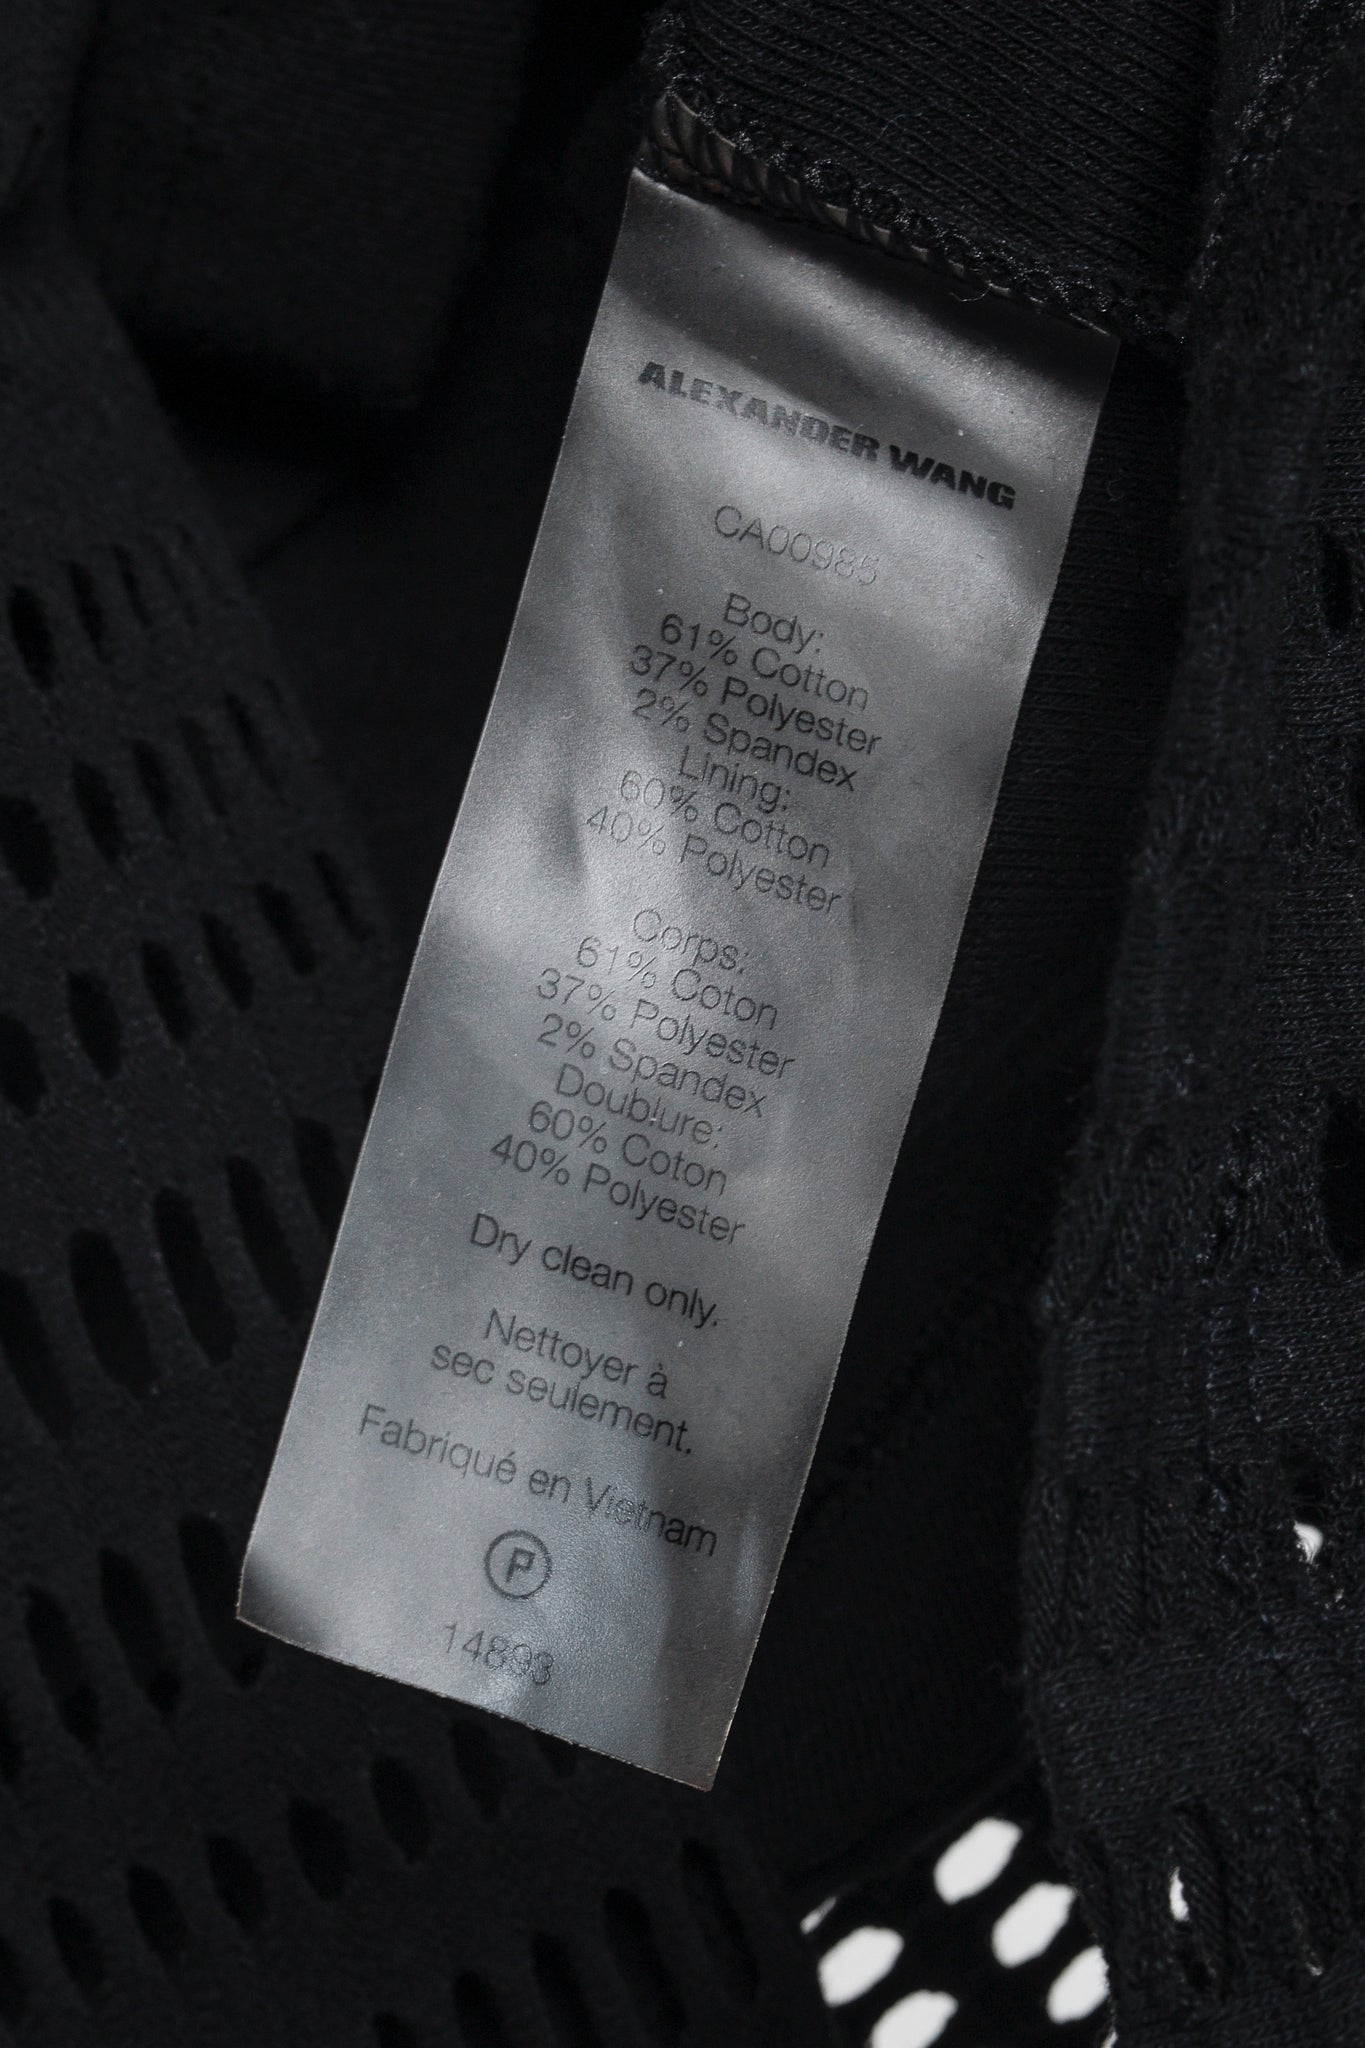 ALEXANDER WANG
CA00985
Body:
61% Cotton
37% Polyester
2% Spandex
Lining:
60% Cotton
40% Polyester
Corps:
61% Coton
37% Polyester
2% Spandex
Doublure:
60% Coton
40% Polyester
Dry clean only.
Nettoyer à
sec seulement.
Fabriqué en Vietnam
P
14893